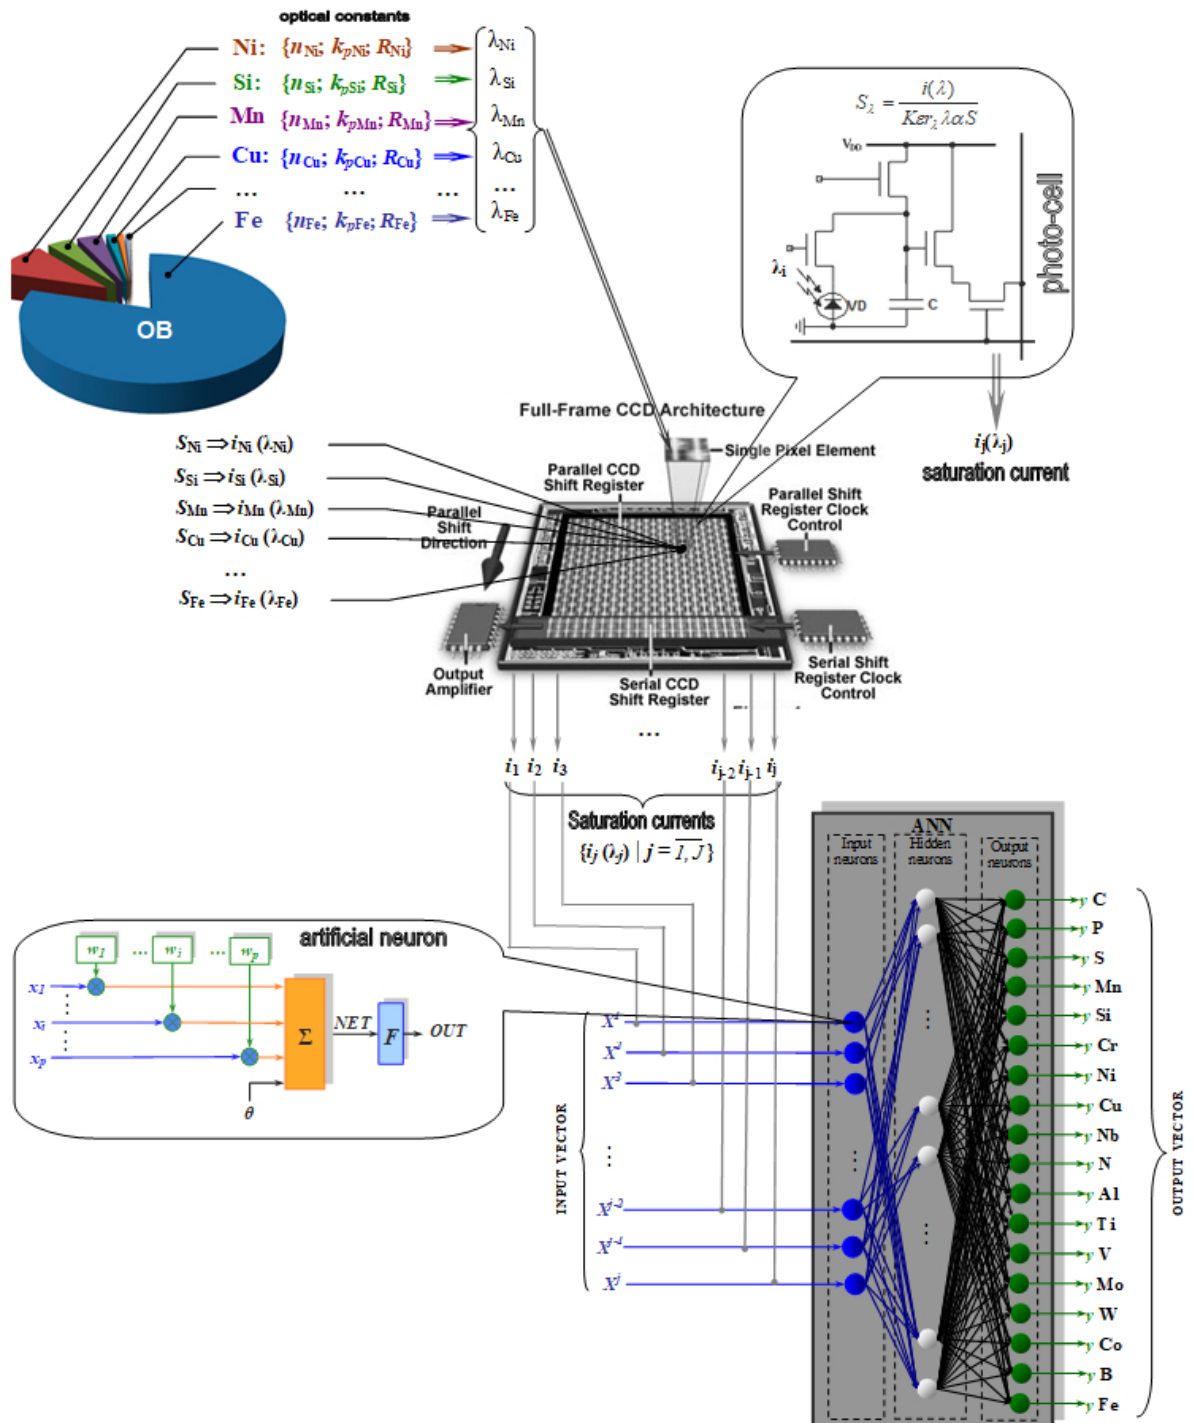 optical constants
Ni: {nNi; kpNi; RNi} λNi
Si: {nSi; kpSi; RSi} λSi
Mn {nMn; kpMn; RMn} λMn
Cu: {nCu; kpCu; RCu} λCu
... ... ... ...
Fe {nFe; kpFe; RFe} λFe
OB
Sλ = i(λ) / Kεrλ λαS
VDD
λi
VD
C
photo-cell
ij(λj)
saturation current
Full-Frame CCD Architecture
Single Pixel Element
Parallel CCD
Shift Register
Parallel Shift
Register Clock
Control
Parallel
Shift
Direction
SNi ⇒ iNi (λNi)
SSi ⇒ iSi (λSi)
SMn ⇒ iMn (λMn)
SCu ⇒ iCu (λCu)
...
SFe ⇒ iFe (λFe)
Output
Amplifier
Serial CCD
Shift Register
Serial Shift
Register Clock
Control
...
i1 i2 i3 ij-2 ij-1 ij
Saturation currents
{ij (λj) | j = 1, J}
ANN
Input
neurons
Hidden
neurons
Output
neurons
artificial neuron
w1 ... wi ... wp
x1
xi
xp
Σ
NET
F
OUT
θ
INPUT VECTOR
X1
X2
X3
...
Xj-2
Xj-1
Xj
y C
y P
y S
y Mn
y Si
y Cr
y Ni
y Cu
y Nb
y N
y Al
y Ti
y V
y Mo
y W
y Co
y B
y Fe
OUTPUT VECTOR